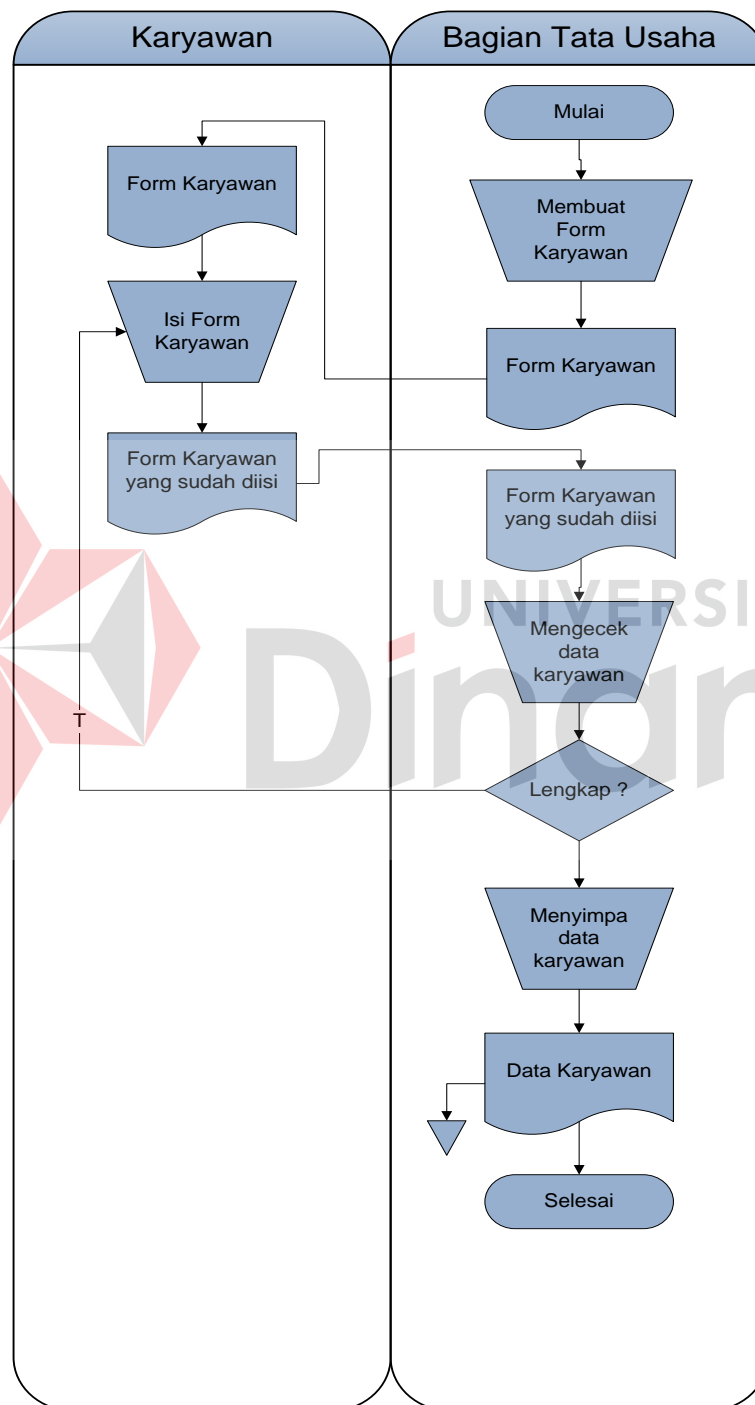 Karyawan
Bagian Tata Usaha
Mulai
Membuat
Form
Karyawan
Form Karyawan
Form Karyawan
Isi Form
Karyawan
Form Karyawan
yang sudah diisi
Form Karyawan
yang sudah diisi
Mengecek
data
karyawan
Lengkap ?
T
Menyimpa
data
karyawan
Data Karyawan
Selesai
UNIVERSI
Dinar